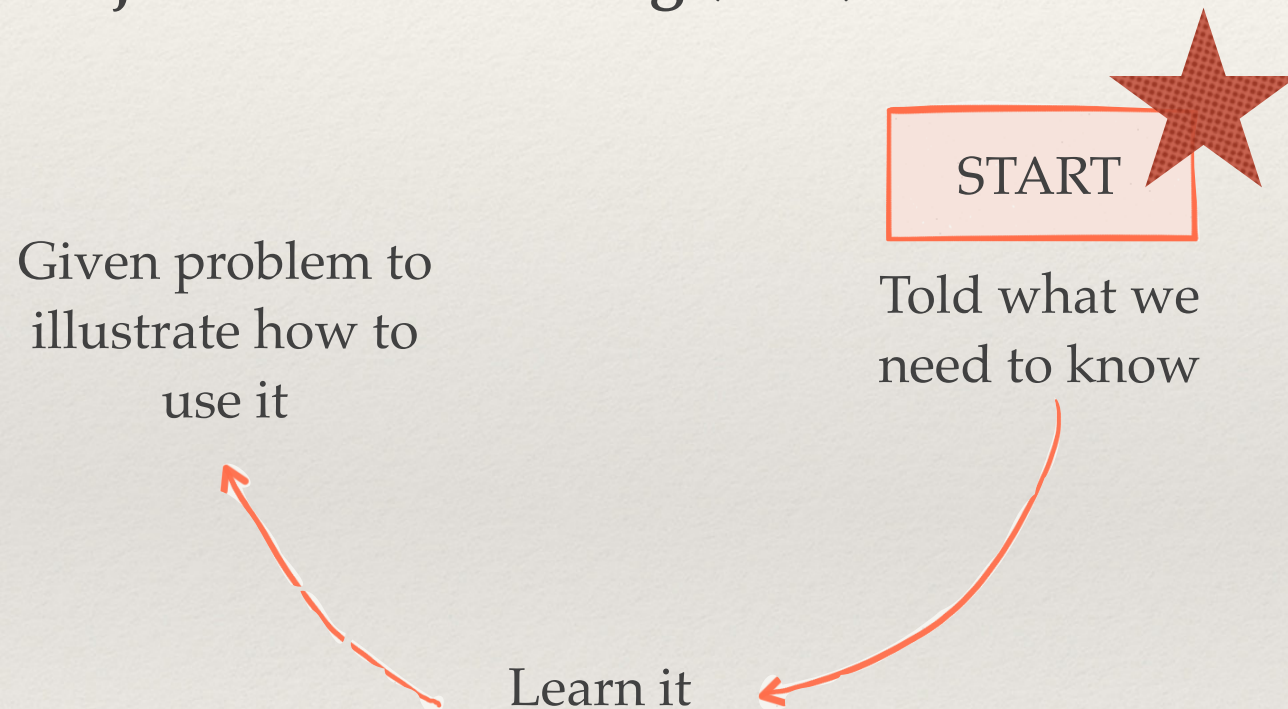 START
Told what we
need to know
Learn it
Given problem to
illustrate how to
use it